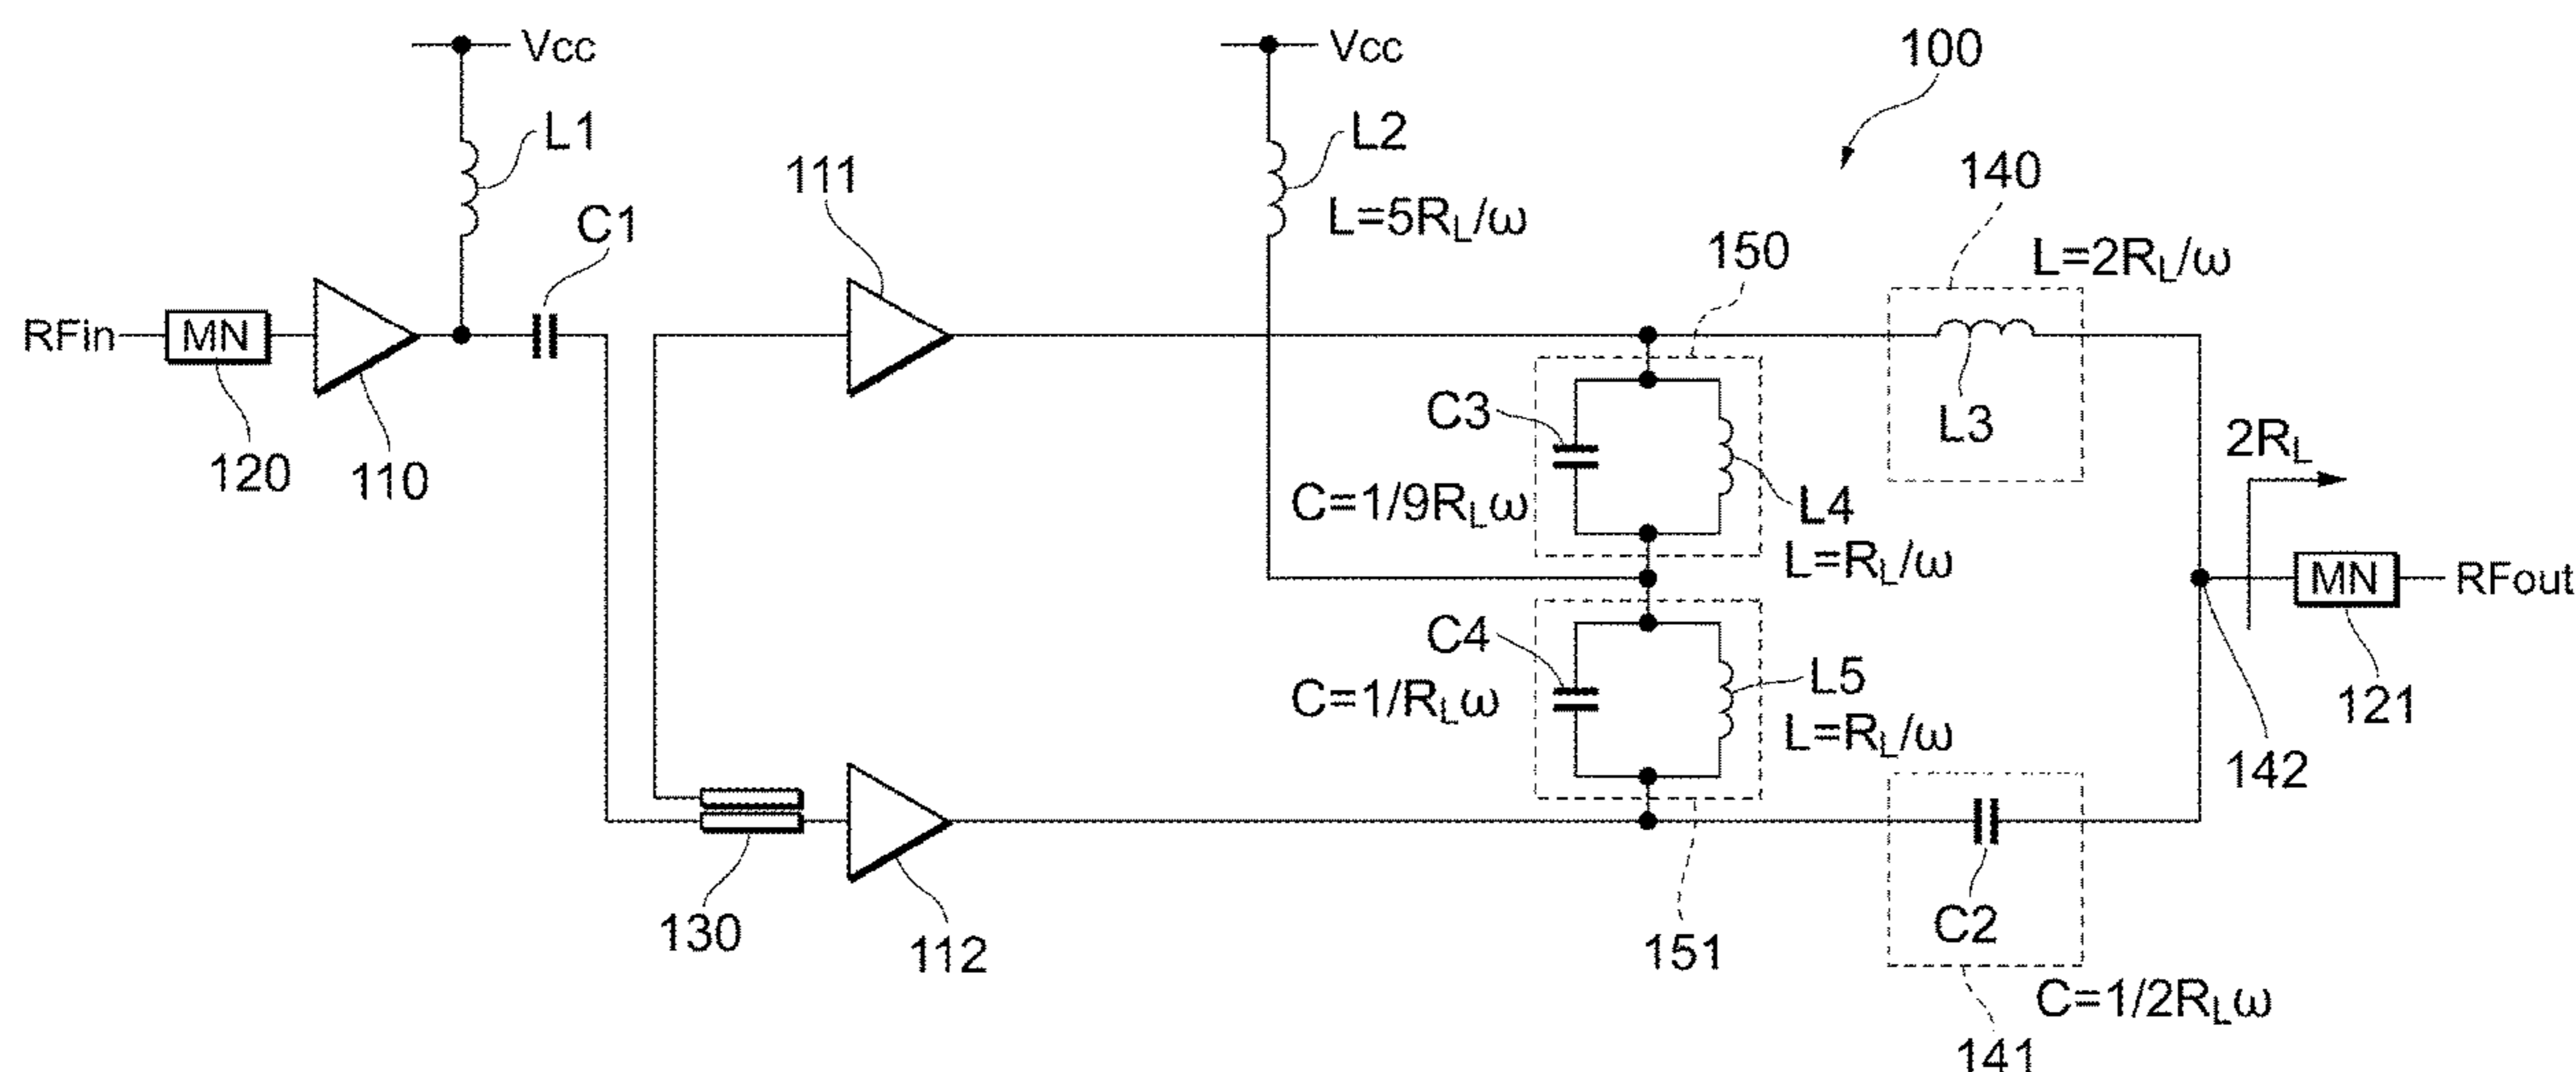 Vcc
Vcc
100
L1
L2
140
111
C1
L=5RL/ω
150
L=2RL/ω
RFin
MN
C3
L3
2RL
120
110
C=1/9RLω
L4
L=RL/ω
MN
RFout
C4
L5
C=1/RLω
L=RL/ω
121
142
130
112
151
C2
C=1/2RLω
141